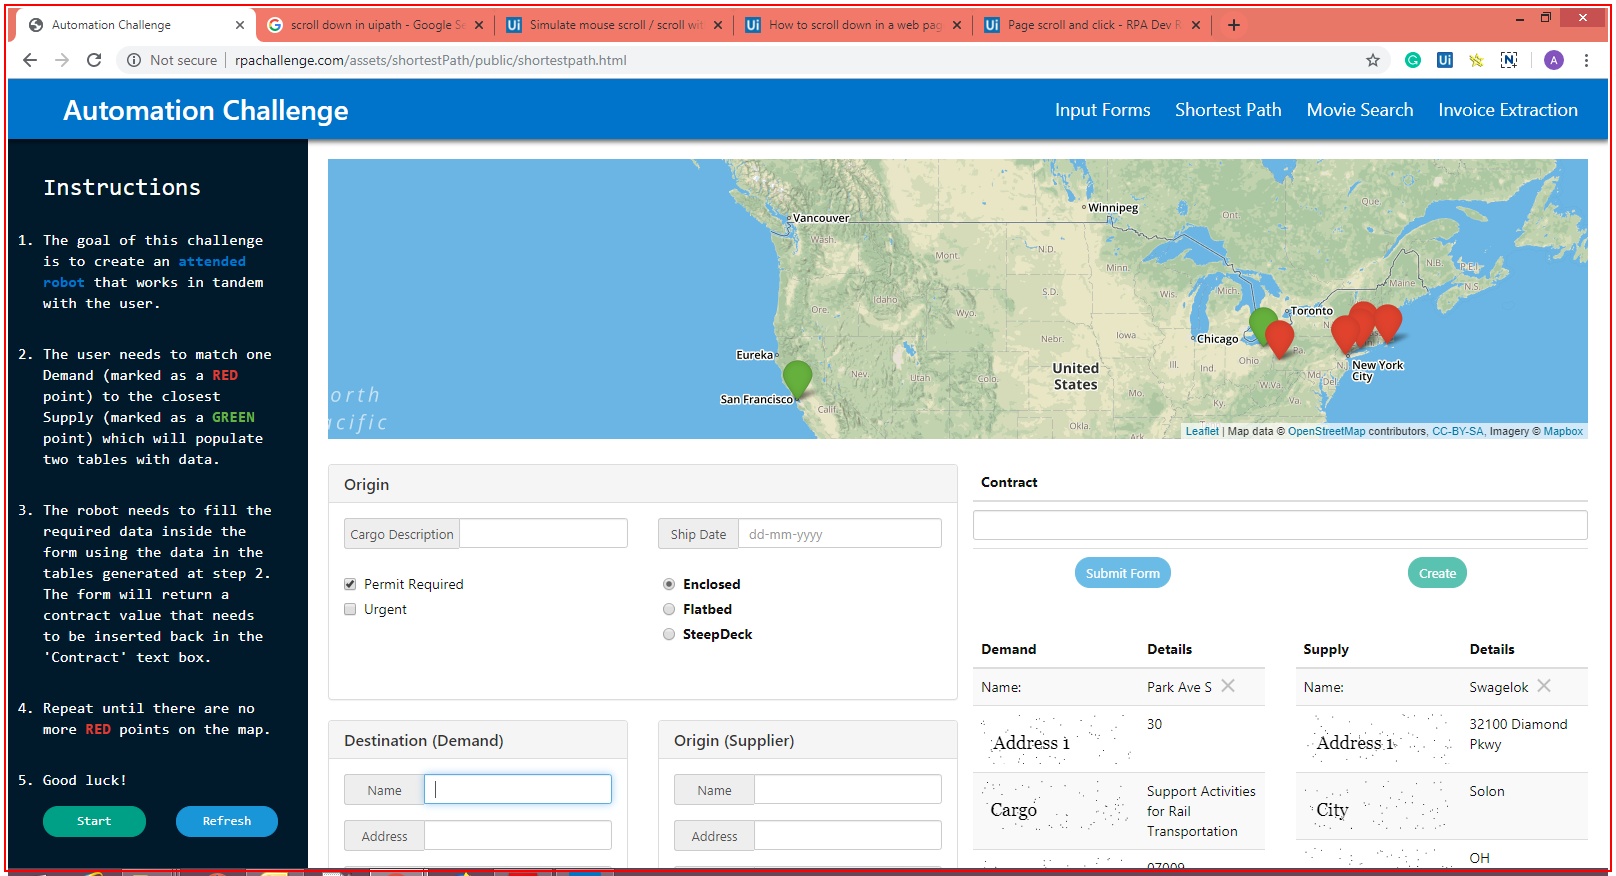 Automation Challenge
scroll down in uipath - Google Se
Simulate mouse scroll / scroll wit
How to scroll down in a web pag
Page scroll and click - RPA Dev R
Not secure | rpachallenge.com/assets/shortestPath/public/shortestpath.html
Ui
N
A
Automation Challenge
Input Forms
Shortest Path
Movie Search
Invoice Extraction
Instructions
1. The goal of this challenge
is to create an attended
robot that works in tandem
with the user.
2. The user needs to match one
Demand (marked as a RED
point) to the closest
Supply (marked as a GREEN
point) which will populate
two tables with data.
3. The robot needs to fill the
required data inside the
form using the data in the
tables generated at step 2.
The form will return a
contract value that needs
to be inserted back in the
'Contract' text box.
4. Repeat until there are no
more RED points on the map.
5. Good luck!
Start
Refresh
Vancouver
Winnipeg
Wash.
Mont.
N.D.
Ont.
Que.
Minn.
N.B.
P.E.I.
Maine
N.S.
S.D.
Wis.
Mich.
Toronto
Ore.
Idaho
Wyo.
Iowa
Chicago
Nebr.
Eureka
Nev.
Utah
Colo.
United
States
Ill.
Ind.
Ohio
Pa.
N.J.
New York
City
Md.
Del.
W.Va.
Mo.
Ky.
Va.
San Francisco
Calif.
Okla.
Ark
orth
acific
Leaflet | Map data © OpenStreetMap contributors, CC-BY-SA, Imagery © Mapbox
Origin
Cargo Description
Ship Date
dd-mm-yyyy
Permit Required
Urgent
Enclosed
Flatbed
SteepDeck
Destination (Demand)
Name
Address
Origin (Supplier)
Name
Address
Contract
Submit Form
Create
Demand
Details
Name:
Park Ave S
Address 1
30
Cargo
Support Activities
for Rail
Transportation
07009
Supply
Details
Name:
Swagelok
Address 1
32100 Diamond
Pkwy
City
Solon
OH